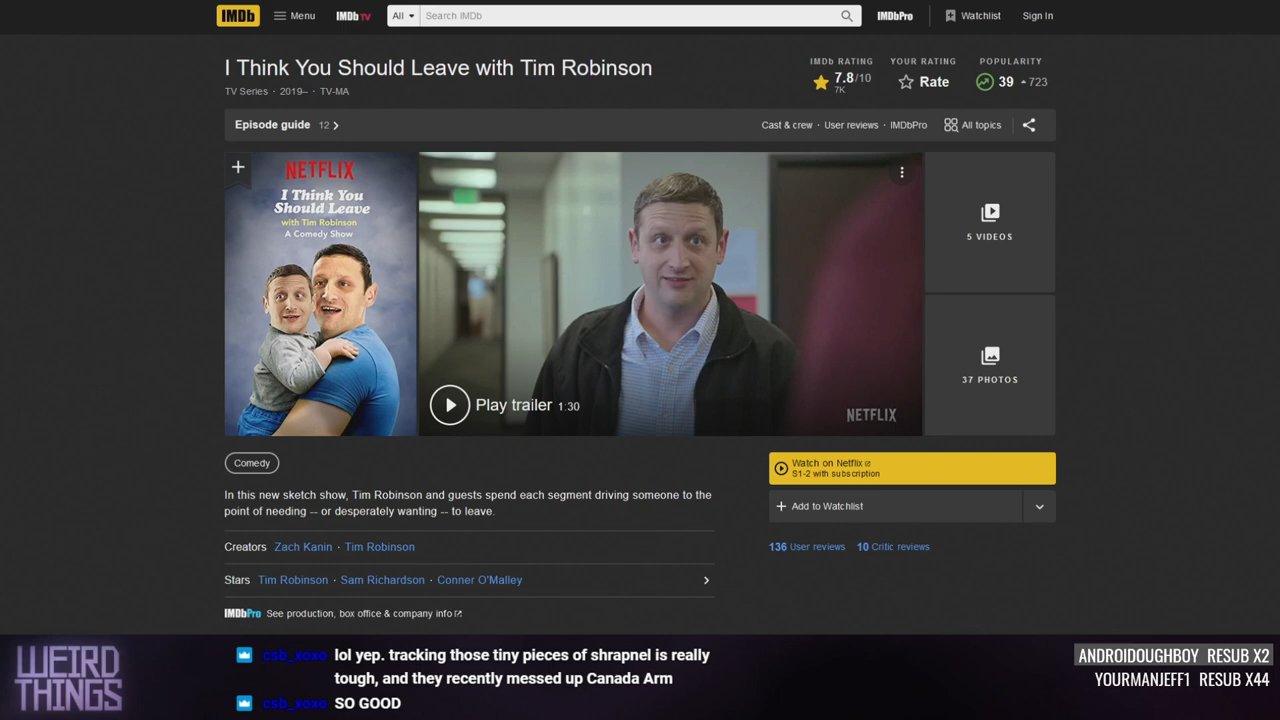 IMDb
Menu
IMDb TV
All
Search IMDb
IMDbPro
Watchlist
Sign In
I Think You Should Leave with Tim Robinson
TV Series · 2019– · TV-MA
IMDb RATING
7.8/10
7K
YOUR RATING
Rate
POPULARITY
39
723
Episode guide 12
Cast & crew · User reviews · IMDbPro
All topics
NETFLIX
I Think You
Should Leave
with Tim Robinson
A Comedy Show
Play trailer 1:30
NETFLIX
5 VIDEOS
37 PHOTOS
Comedy
Watch on Netflix
S1-2 with subscription
In this new sketch show, Tim Robinson and guests spend each segment driving someone to the
point of needing -- or desperately wanting -- to leave.
Add to Watchlist
Creators Zach Kanin · Tim Robinson
136 User reviews
10 Critic reviews
Stars Tim Robinson · Sam Richardson · Conner O'Malley
IMDbPro See production, box office & company info
WEIRD
THINGS
csb_xoxo lol yep. tracking those tiny pieces of shrapnel is really
tough, and they recently messed up Canada Arm
csb_xoxo SO GOOD
ANDROIDOUGHBOY RESUB X2
YOURMANJEFF1 RESUB X44